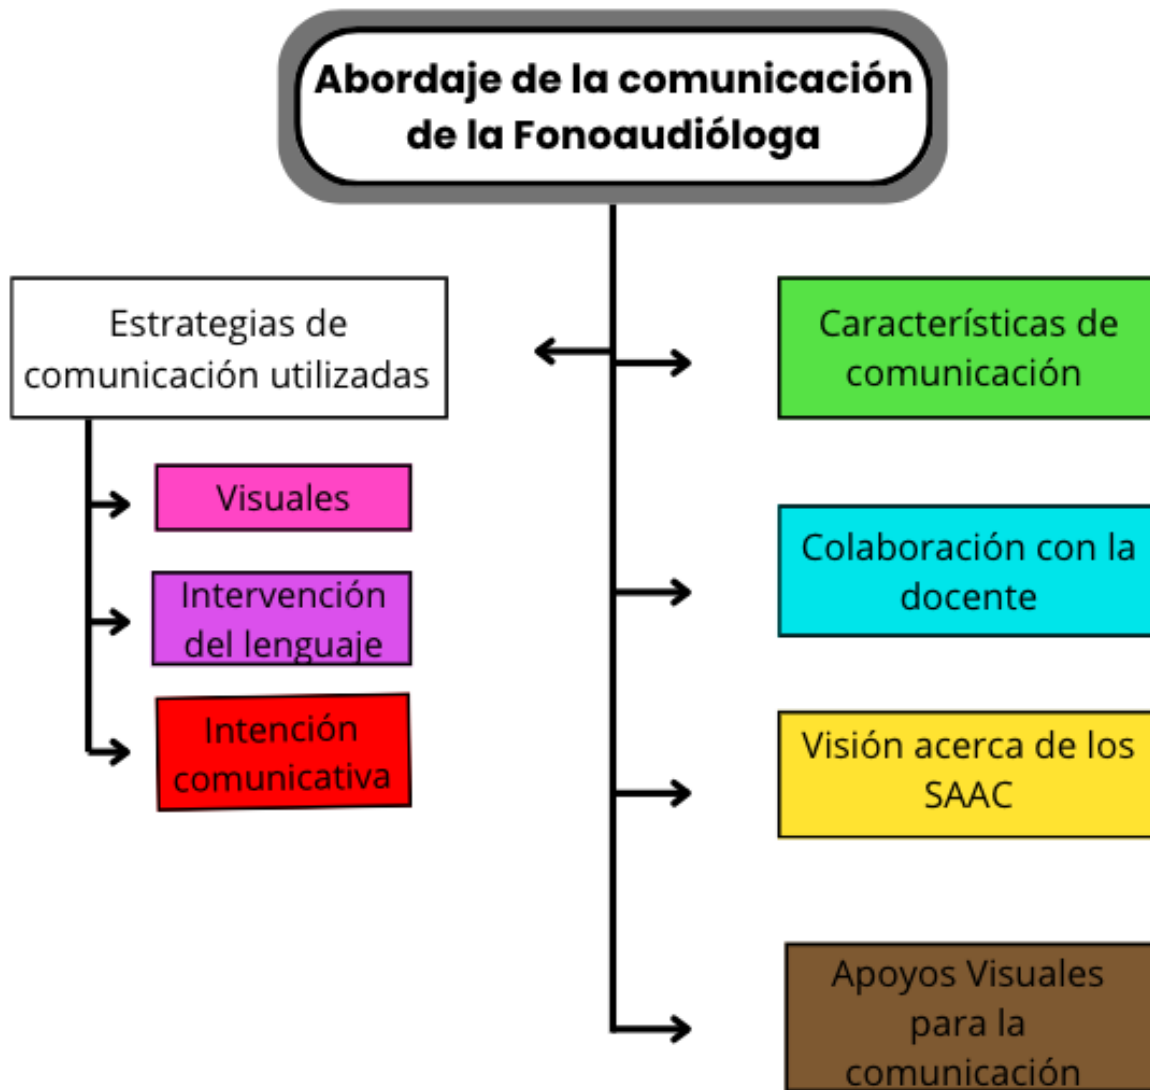 Abordaje de la comunicación
de la Fonoaudióloga
Estrategias de
comunicación utilizadas
Visuales
Intervención
del lenguaje
Intención
comunicativa
Características de
comunicación
Colaboración con la
docente
Visión acerca de los
SAAC
Apoyos Visuales
para la
comunicación